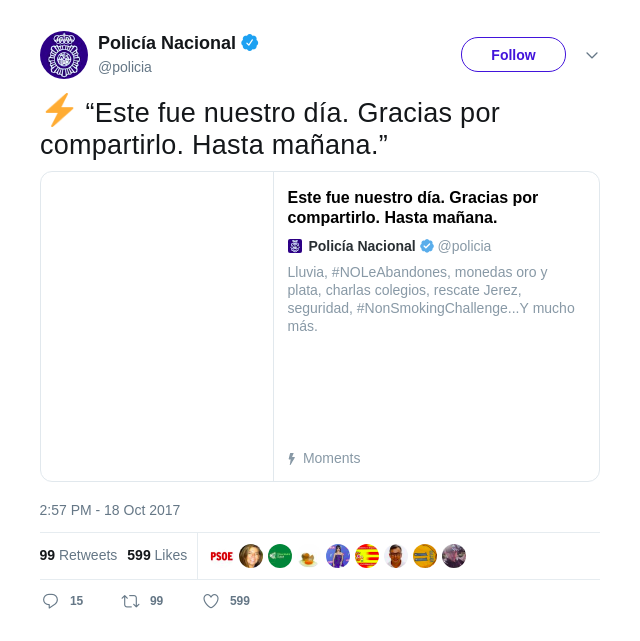 Policía Nacional
@policia
Follow
⚡ “Este fue nuestro día. Gracias por
compartirlo. Hasta mañana.”
Este fue nuestro día. Gracias por
compartirlo. Hasta mañana.
Policía Nacional @policia
Lluvia, #NOLeAbandones, monedas oro y
plata, charlas colegios, rescate Jerez,
seguridad, #NonSmokingChallenge...Y mucho
más.
Moments
2:57 PM - 18 Oct 2017
99 Retweets 599 Likes PSOE
15 99 599